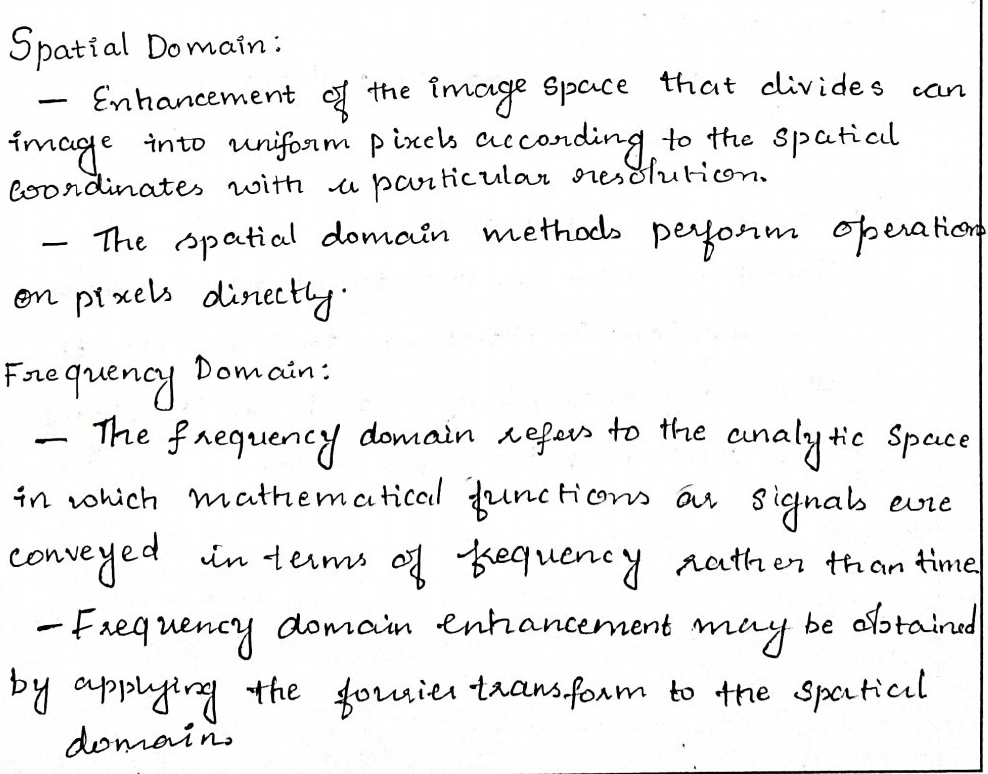 Spatial Domain:
— Enhancement of the image space that divides an
image into uniform pixels according to the spatial
coordinates with a particular resolution.
— The spatial domain methods perform operation
on pixels directly.
Frequency Domain:
— The frequency domain refers to the analytic space
in which mathematical functions or signals are
conveyed in terms of frequency rather than time
— Frequency domain enhancement may be obtained
by applying the fourier transform to the spatial
domain.